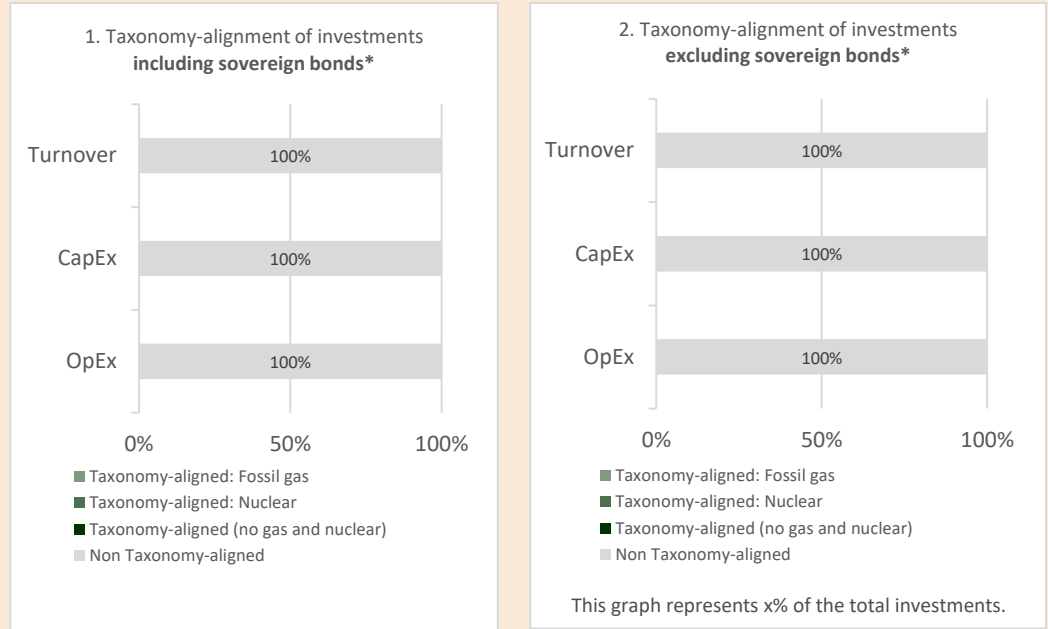 1. Taxonomy-alignment of investments
including sovereign bonds*
Turnover
100%
CapEx
100%
OpEx
100%
0%
50%
100%
Taxonomy-aligned: Fossil gas
Taxonomy-aligned: Nuclear
Taxonomy-aligned (no gas and nuclear)
Non Taxonomy-aligned
2. Taxonomy-alignment of investments
excluding sovereign bonds*
Turnover
100%
CapEx
100%
OpEx
100%
0%
50%
100%
Taxonomy-aligned: Fossil gas
Taxonomy-aligned: Nuclear
Taxonomy-aligned (no gas and nuclear)
Non Taxonomy-aligned
This graph represents x% of the total investments.